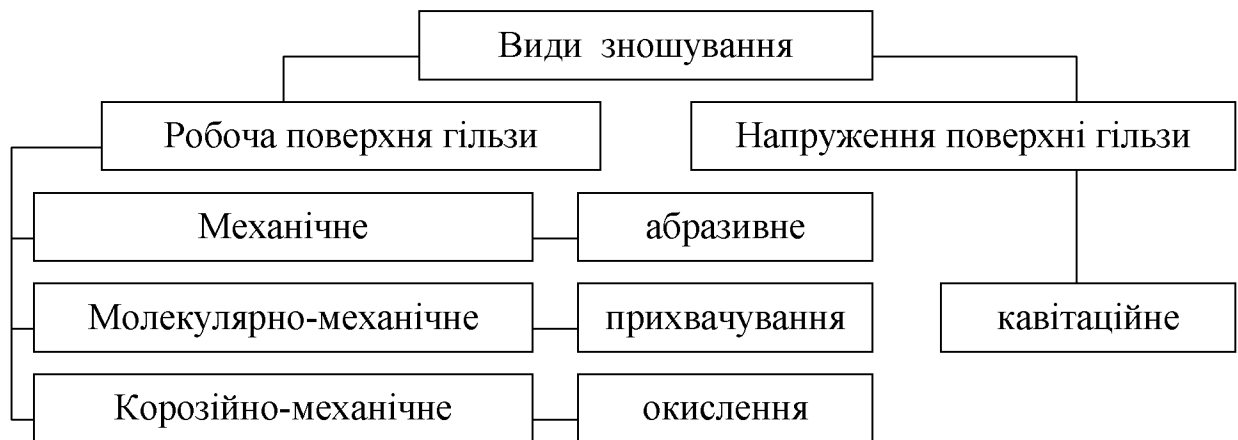 Види зношування
Робоча поверхня гільзи
Напруження поверхні гільзи
Механічне
абразивне
Молекулярно-механічне
прихвачування
кавітаційне
Корозійно-механічне
окислення